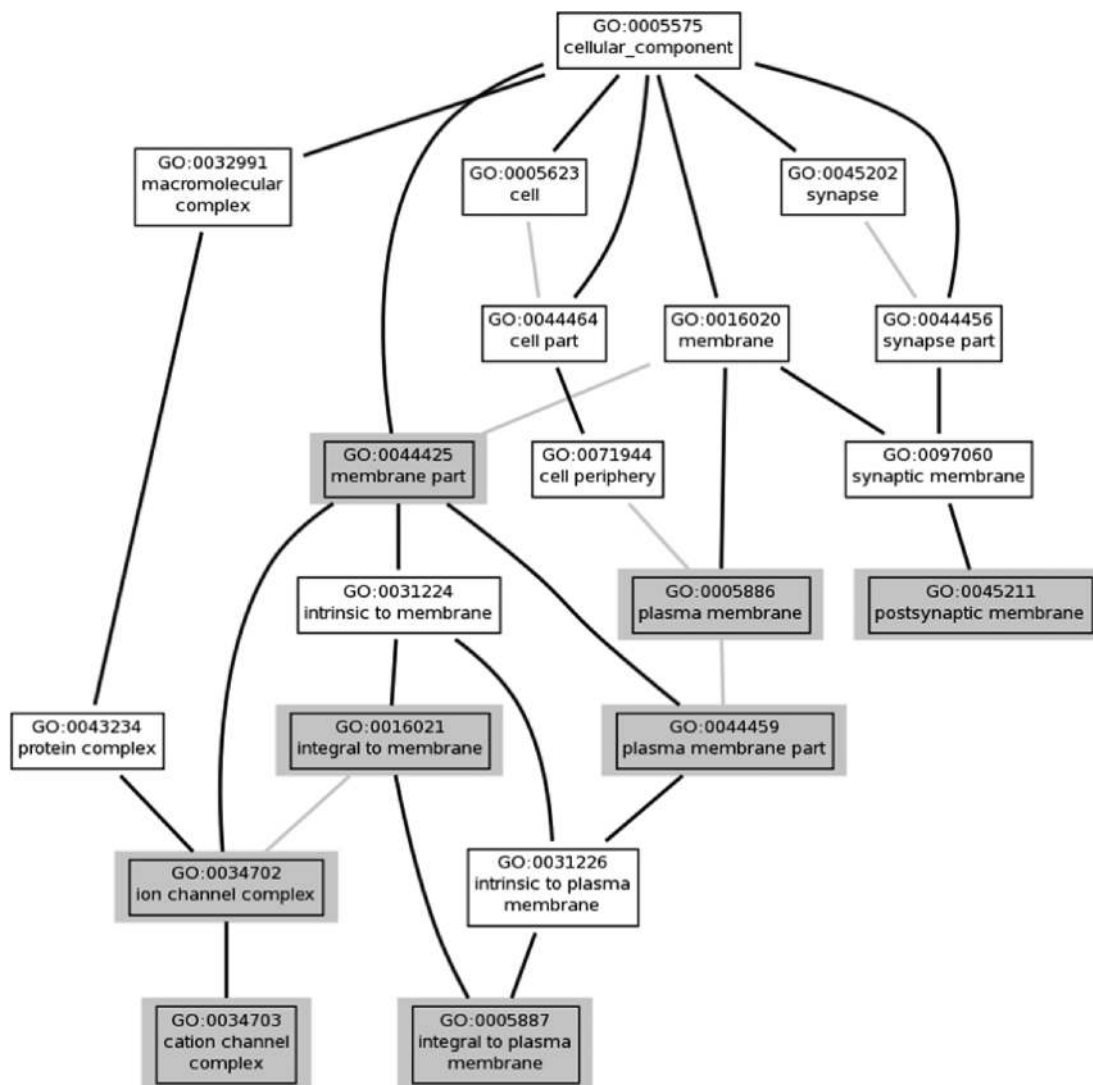 GO:0005575
cellular_component
GO:0032991
macromolecular
complex
GO:0005623
cell
GO:0045202
synapse
GO:0044464
cell part
GO:0016020
membrane
GO:0044456
synapse part
GO:0044425
membrane part
GO:0071944
cell periphery
GO:0097060
synaptic membrane
GO:0031224
intrinsic to membrane
GO:0005886
plasma membrane
GO:0045211
postsynaptic membrane
GO:0043234
protein complex
GO:0016021
integral to membrane
GO:0044459
plasma membrane part
GO:0034702
ion channel complex
GO:0031226
intrinsic to plasma
membrane
GO:0034703
cation channel
complex
GO:0005887
integral to plasma
membrane